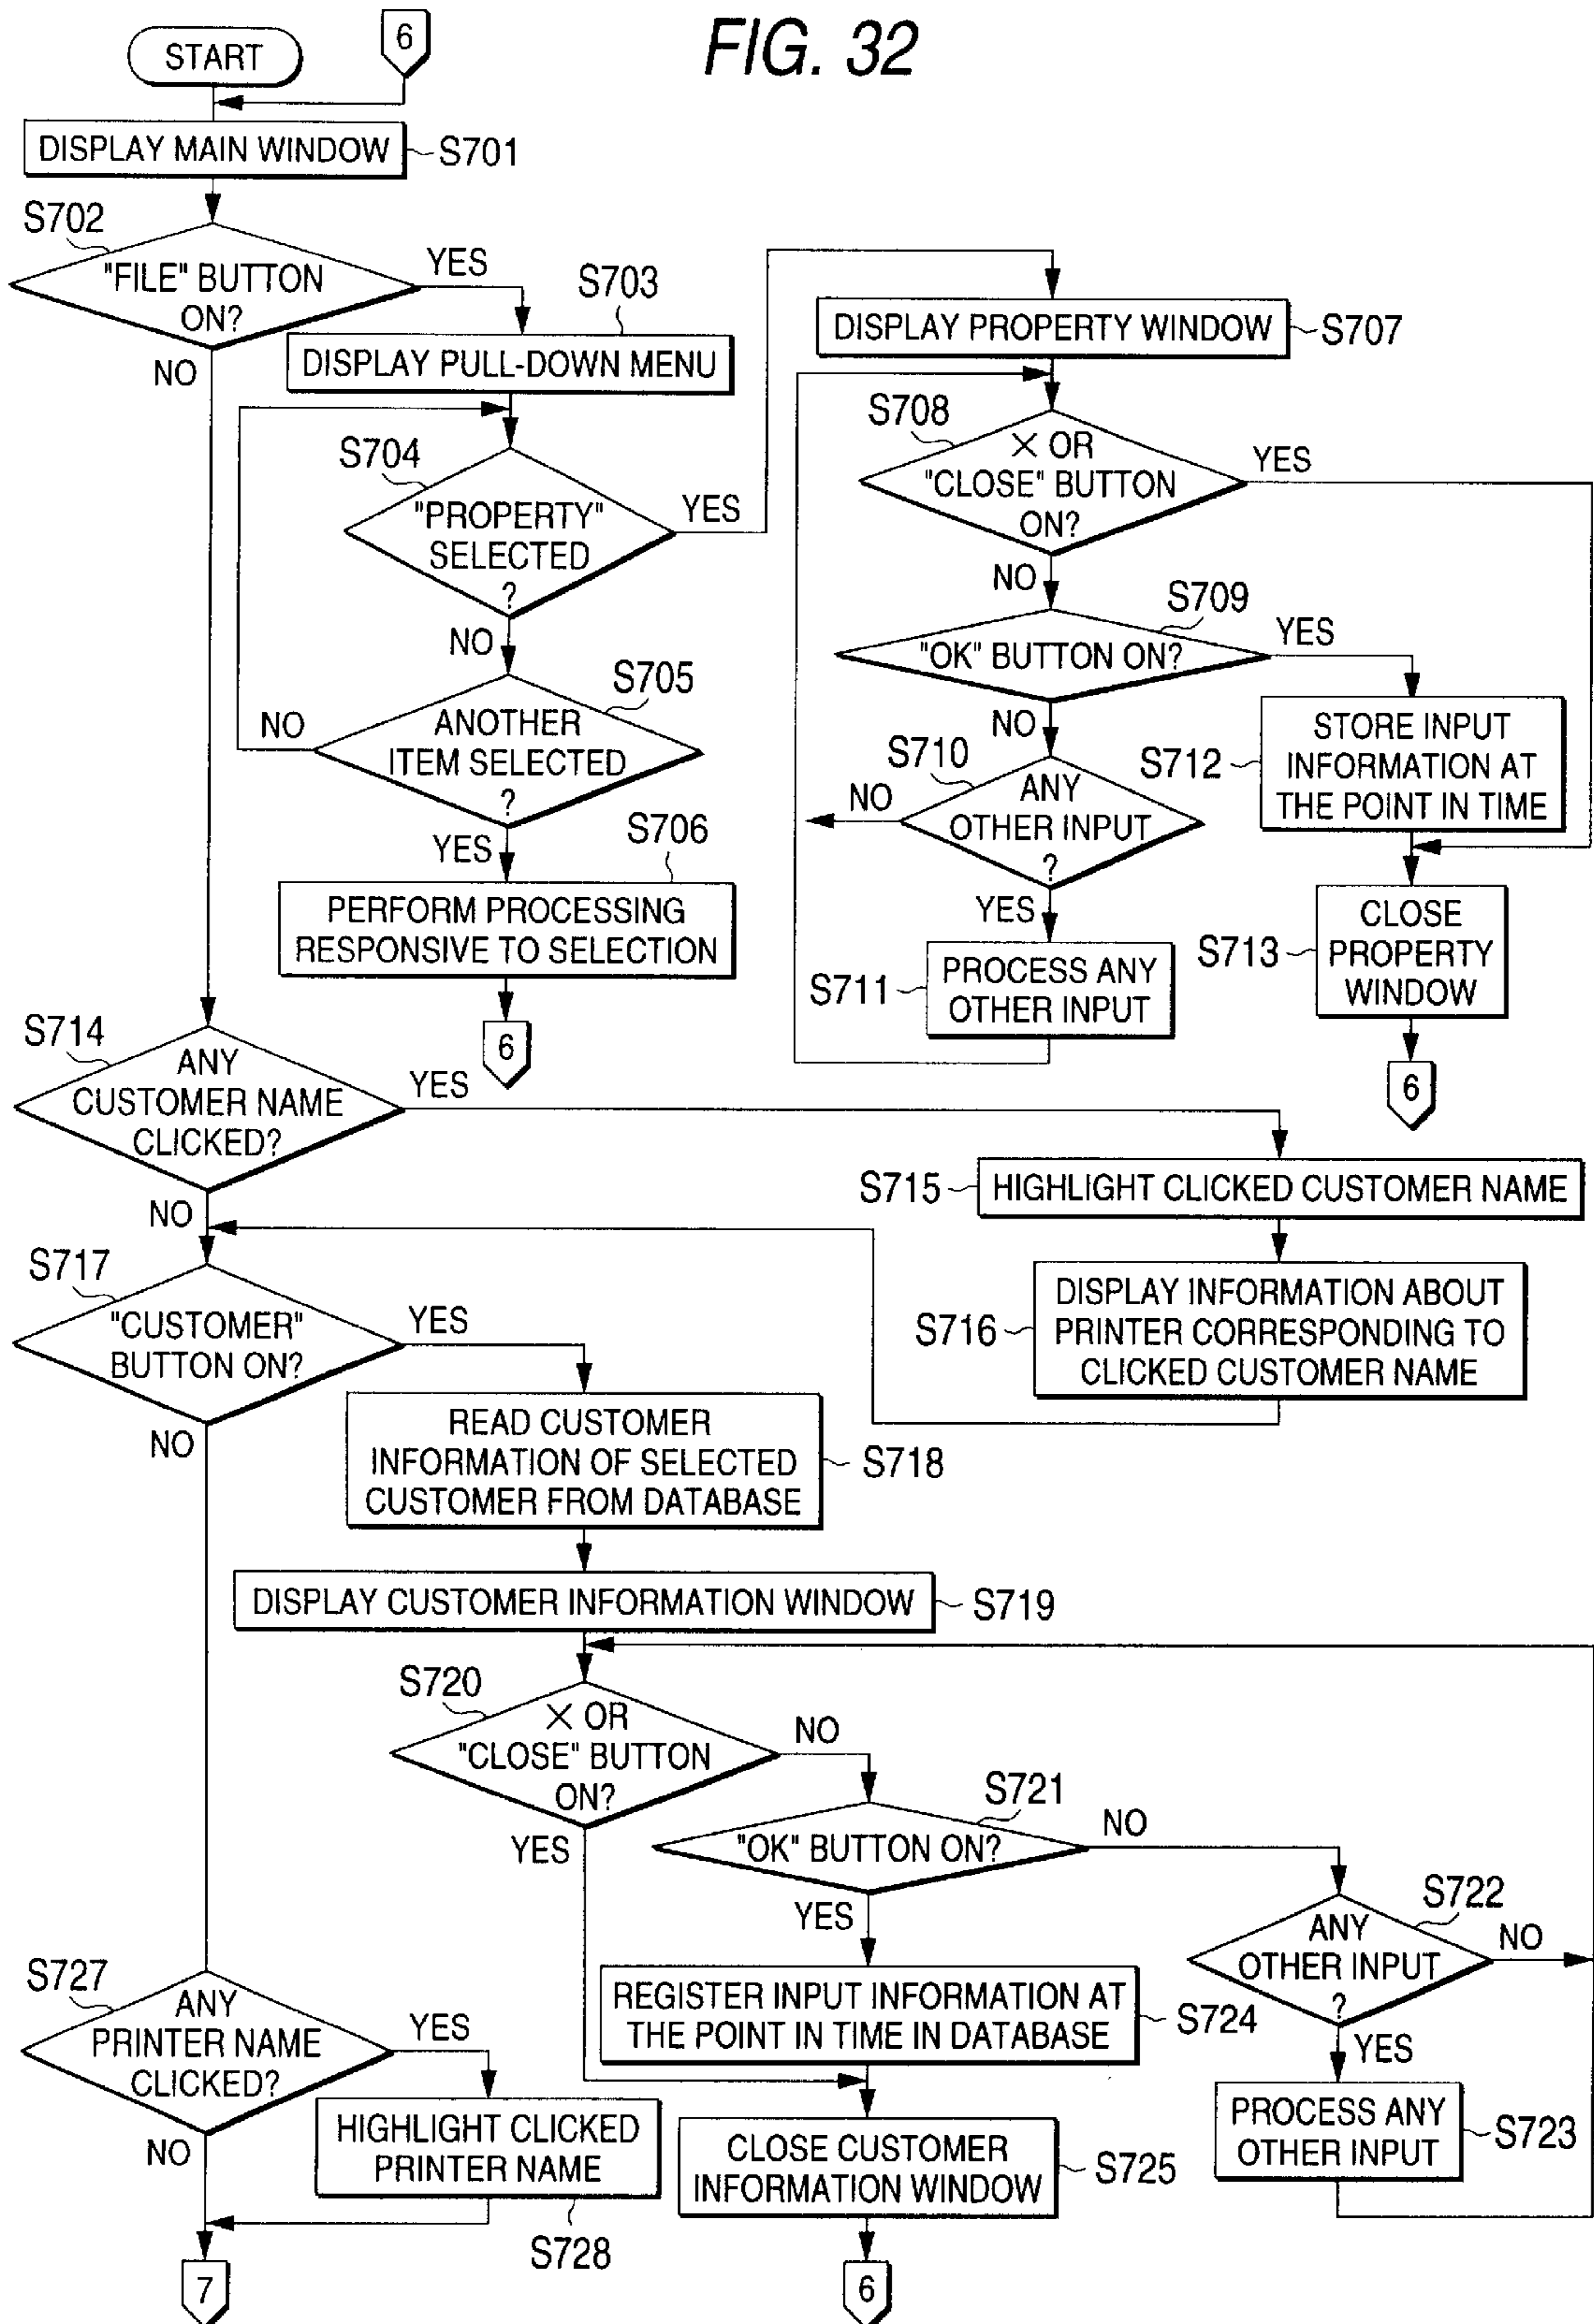 FIG. 32
START
6
DISPLAY MAIN WINDOW
S701
S702
"FILE" BUTTON
ON?
YES
NO
S703
DISPLAY PULL-DOWN MENU
S704
"PROPERTY"
SELECTED
?
YES
NO
S705
ANOTHER
ITEM SELECTED
?
NO
YES
S706
PERFORM PROCESSING
RESPONSIVE TO SELECTION
6
DISPLAY PROPERTY WINDOW
S707
S708
X OR
"CLOSE" BUTTON
ON?
YES
NO
S709
"OK" BUTTON ON?
YES
NO
S710
ANY
OTHER INPUT
?
NO
YES
S711
PROCESS ANY
OTHER INPUT
S712
STORE INPUT
INFORMATION AT
THE POINT IN TIME
S713
CLOSE
PROPERTY
WINDOW
6
S714
ANY
CUSTOMER NAME
CLICKED?
YES
NO
S715
HIGHLIGHT CLICKED CUSTOMER NAME
S716
DISPLAY INFORMATION ABOUT
PRINTER CORRESPONDING TO
CLICKED CUSTOMER NAME
S717
"CUSTOMER"
BUTTON ON?
YES
NO
READ CUSTOMER
INFORMATION OF SELECTED
CUSTOMER FROM DATABASE
S718
DISPLAY CUSTOMER INFORMATION WINDOW
S719
S720
X OR
"CLOSE" BUTTON
ON?
NO
YES
S721
"OK" BUTTON ON?
NO
YES
S722
ANY
OTHER INPUT
?
NO
YES
PROCESS ANY
OTHER INPUT
S723
REGISTER INPUT INFORMATION AT
THE POINT IN TIME IN DATABASE
S724
CLOSE CUSTOMER
INFORMATION WINDOW
S725
6
S727
ANY
PRINTER NAME
CLICKED?
YES
NO
HIGHLIGHT CLICKED
PRINTER NAME
S728
7